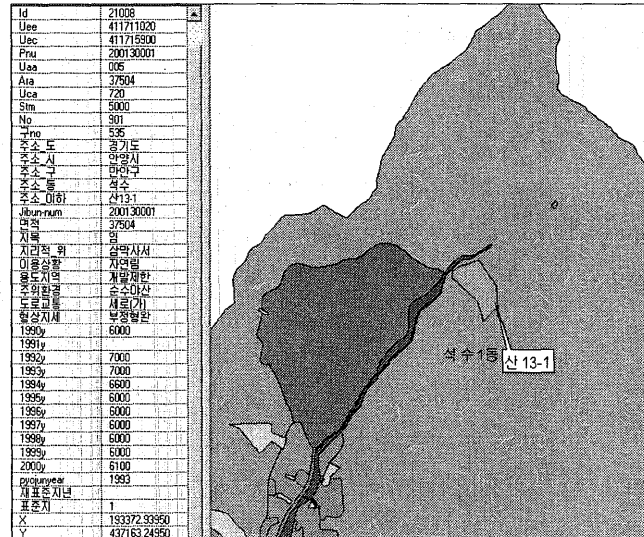 Id 21008
Uee 411711020
Uec 411715900
Pnu 200130001
Uaa 005
Ara 37504
Uca 720
Stm 5000
No 901
구no 535
주소_도 경기도
주소_시 안양시
주소_구 만안구
주소_동 석수
주소_이하 산13-1
Jibun-num 200130001
면적 37504
지목 임
지리적_위 삼막사서
이용상황 자연림
용도지역 개발제한
주위환경 순수야산
도로교통 세로(가)
형상지세 부정형완
1990y 6000
1991y
1992y 7000
1993y 7000
1994y 6600
1995y 6000
1996y 6000
1997y 6000
1998y 6000
1999y 6000
2000y 6100
pyojunyear 1993
재표준지년
표준지 1
X 193372.93950
Y 437163.24950
석수1동
산 13-1